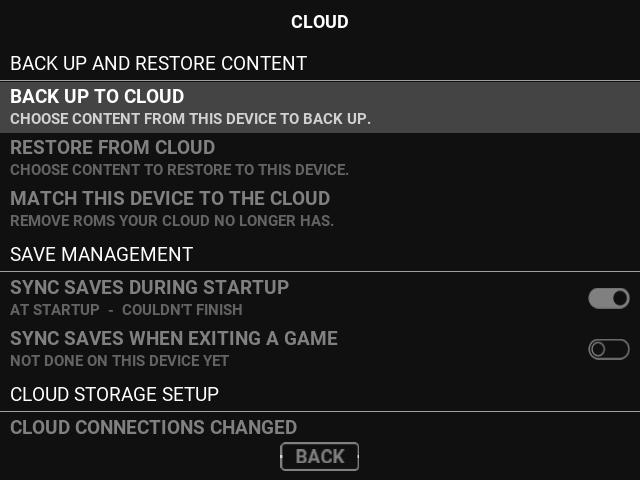 CLOUD
BACK UP AND RESTORE CONTENT
BACK UP TO CLOUD
CHOOSE CONTENT FROM THIS DEVICE TO BACK UP.
RESTORE FROM CLOUD
CHOOSE CONTENT TO RESTORE TO THIS DEVICE.
MATCH THIS DEVICE TO THE CLOUD
REMOVE ROMS YOUR CLOUD NO LONGER HAS.
SAVE MANAGEMENT
SYNC SAVES DURING STARTUP
AT STARTUP - COULDN'T FINISH
SYNC SAVES WHEN EXITING A GAME
NOT DONE ON THIS DEVICE YET
CLOUD STORAGE SETUP
CLOUD CONNECTIONS CHANGED
BACK